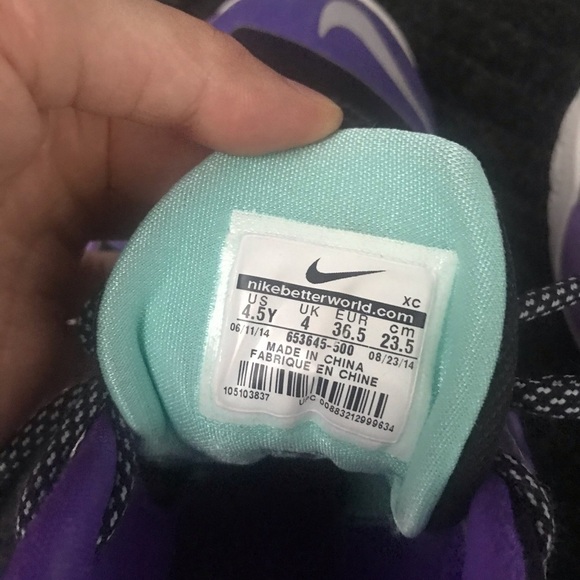 XC
nikebetterworld.com
US UK EUR cm
4.5Y 4 36.5 23.5
06/11/14 653645-500 08/23/14
MADE IN CHINA
FABRIQUE EN CHINE
105103837 UPC 00883212999634